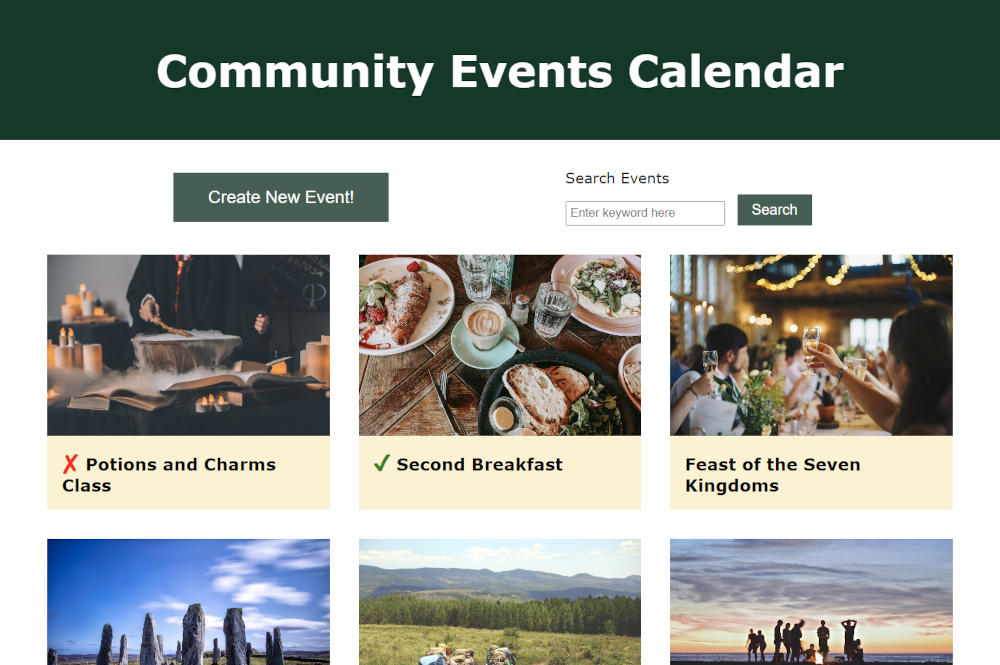 Community Events Calendar
Create New Event!
Search Events
Enter keyword here
Search
✗ Potions and Charms
Class
✓ Second Breakfast
Feast of the Seven
Kingdoms